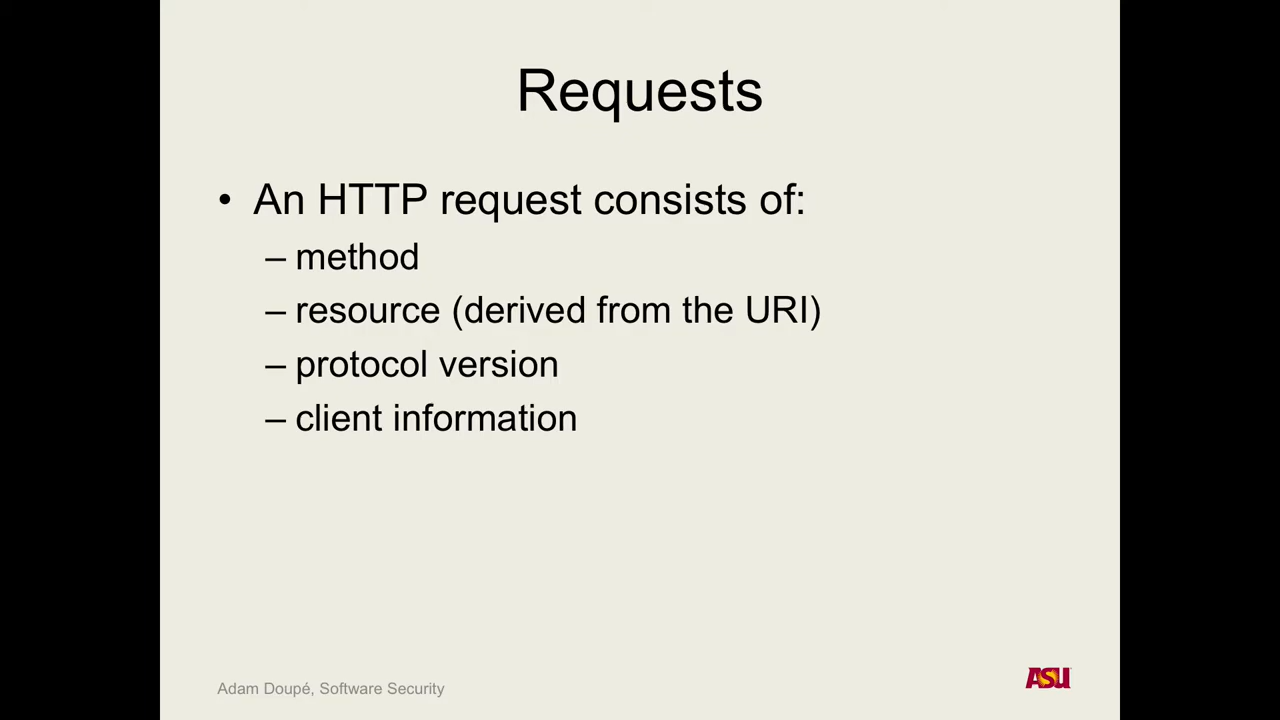 Requests
• An HTTP request consists of:
– method
– resource (derived from the URI)
– protocol version
– client information
Adam Doupé, Software Security
ASU